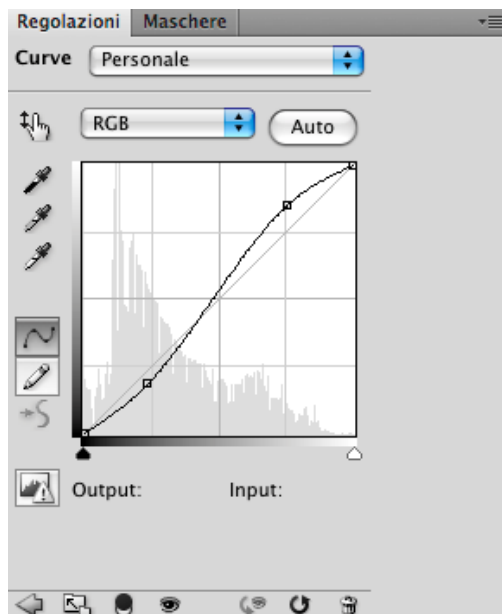 Regolazioni Maschere
Curve Personale
RGB Auto
Output: Input: